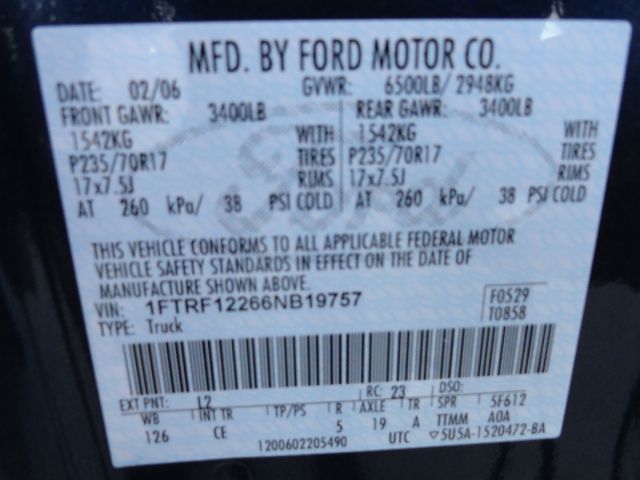 MFD. BY FORD MOTOR CO.
DATE: 02/06 GVWR: 6500LB/ 2948KG
FRONT GAWR: 3400LB REAR GAWR: 3400LB
1542KG WITH 1542KG WITH
P235/70R17 TIRES P235/70R17 TIRES
17x7.5J RIMS 17x7.5J RIMS
AT 260 kPa/ 38 PSI COLD AT 260 kPa/ 38 PSI COLD
THIS VEHICLE CONFORMS TO ALL APPLICABLE FEDERAL MOTOR
VEHICLE SAFETY STANDARDS IN EFFECT ON THE DATE OF
MANUFACTURE SHOWN ABOVE.
VIN: 1FTRF12266NB19757 F0529
TYPE: Truck T0858
EXT PNT: L2 RC: 23 DSO:
WB INT TR TP/PS R AXLE TR SPR 5F612
126 CE 5 19 A TTMM A0A
1200602205490 UTC ▽5U5A-1520472-BA